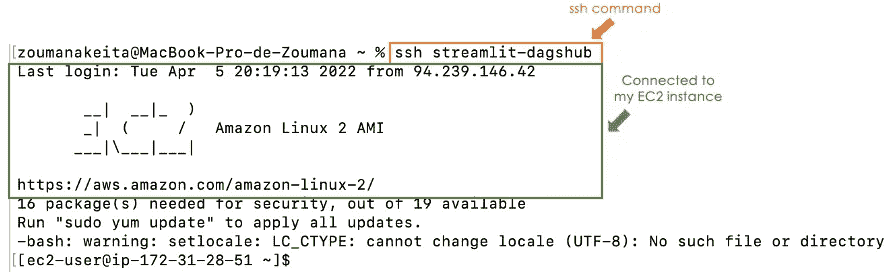 ssh command
[zoumanakeita@MacBook-Pro-de-Zoumana ~ % ssh streamlit-dagshub
Last login: Tue Apr  5 20:19:13 2022 from 94.239.146.42
Connected to
my EC2 instance
       __|  __|_  )
       _|  (     /   Amazon Linux 2 AMI
      ___|\___|___|
https://aws.amazon.com/amazon-linux-2/
16 package(s) needed for security, out of 19 available
Run "sudo yum update" to apply all updates.
-bash: warning: setlocale: LC_CTYPE: cannot change locale (UTF-8): No such file or directory
[[ec2-user@ip-172-31-28-51 ~]$